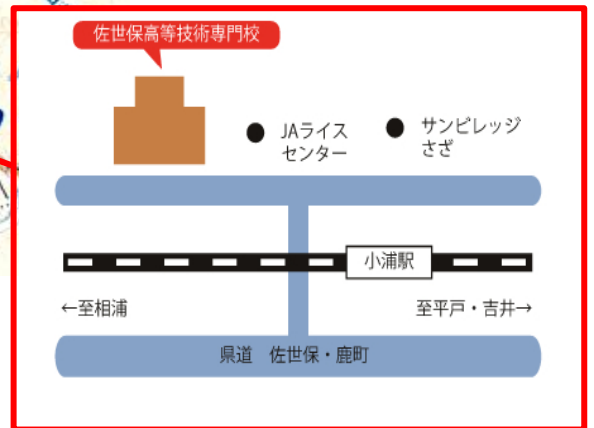 佐世保高等技術専門校
JAライス
センター
サンビレッジ
さざ
小浦駅
←至相浦
至平戸・吉井→
県道 佐世保・鹿町